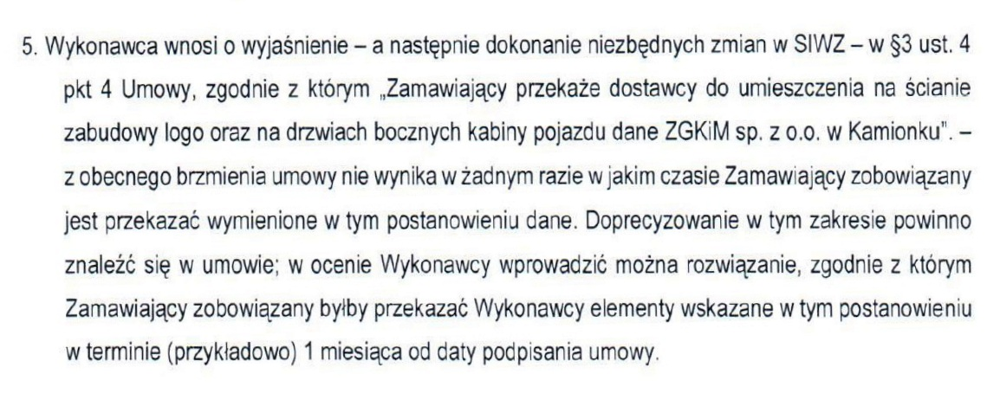 5. Wykonawca wnosi o wyjaśnienie – a następnie dokonanie niezbędnych zmian w SIWZ – w §3 ust. 4
pkt 4 Umowy, zgodnie z którym „Zamawiający przekaże dostawcy do umieszczenia na ścianie
zabudowy logo oraz na drzwiach bocznych kabiny pojazdu dane ZGKiM sp. z o.o. w Kamionku". –
z obecnego brzmienia umowy nie wynika w żadnym razie w jakim czasie Zamawiający zobowiązany
jest przekazać wymienione w tym postanowieniu dane. Doprecyzowanie w tym zakresie powinno
znaleźć się w umowie; w ocenie Wykonawcy wprowadzić można rozwiązanie, zgodnie z którym
Zamawiający zobowiązany byłby przekazać Wykonawcy elementy wskazane w tym postanowieniu
w terminie (przykładowo) 1 miesiąca od daty podpisania umowy.